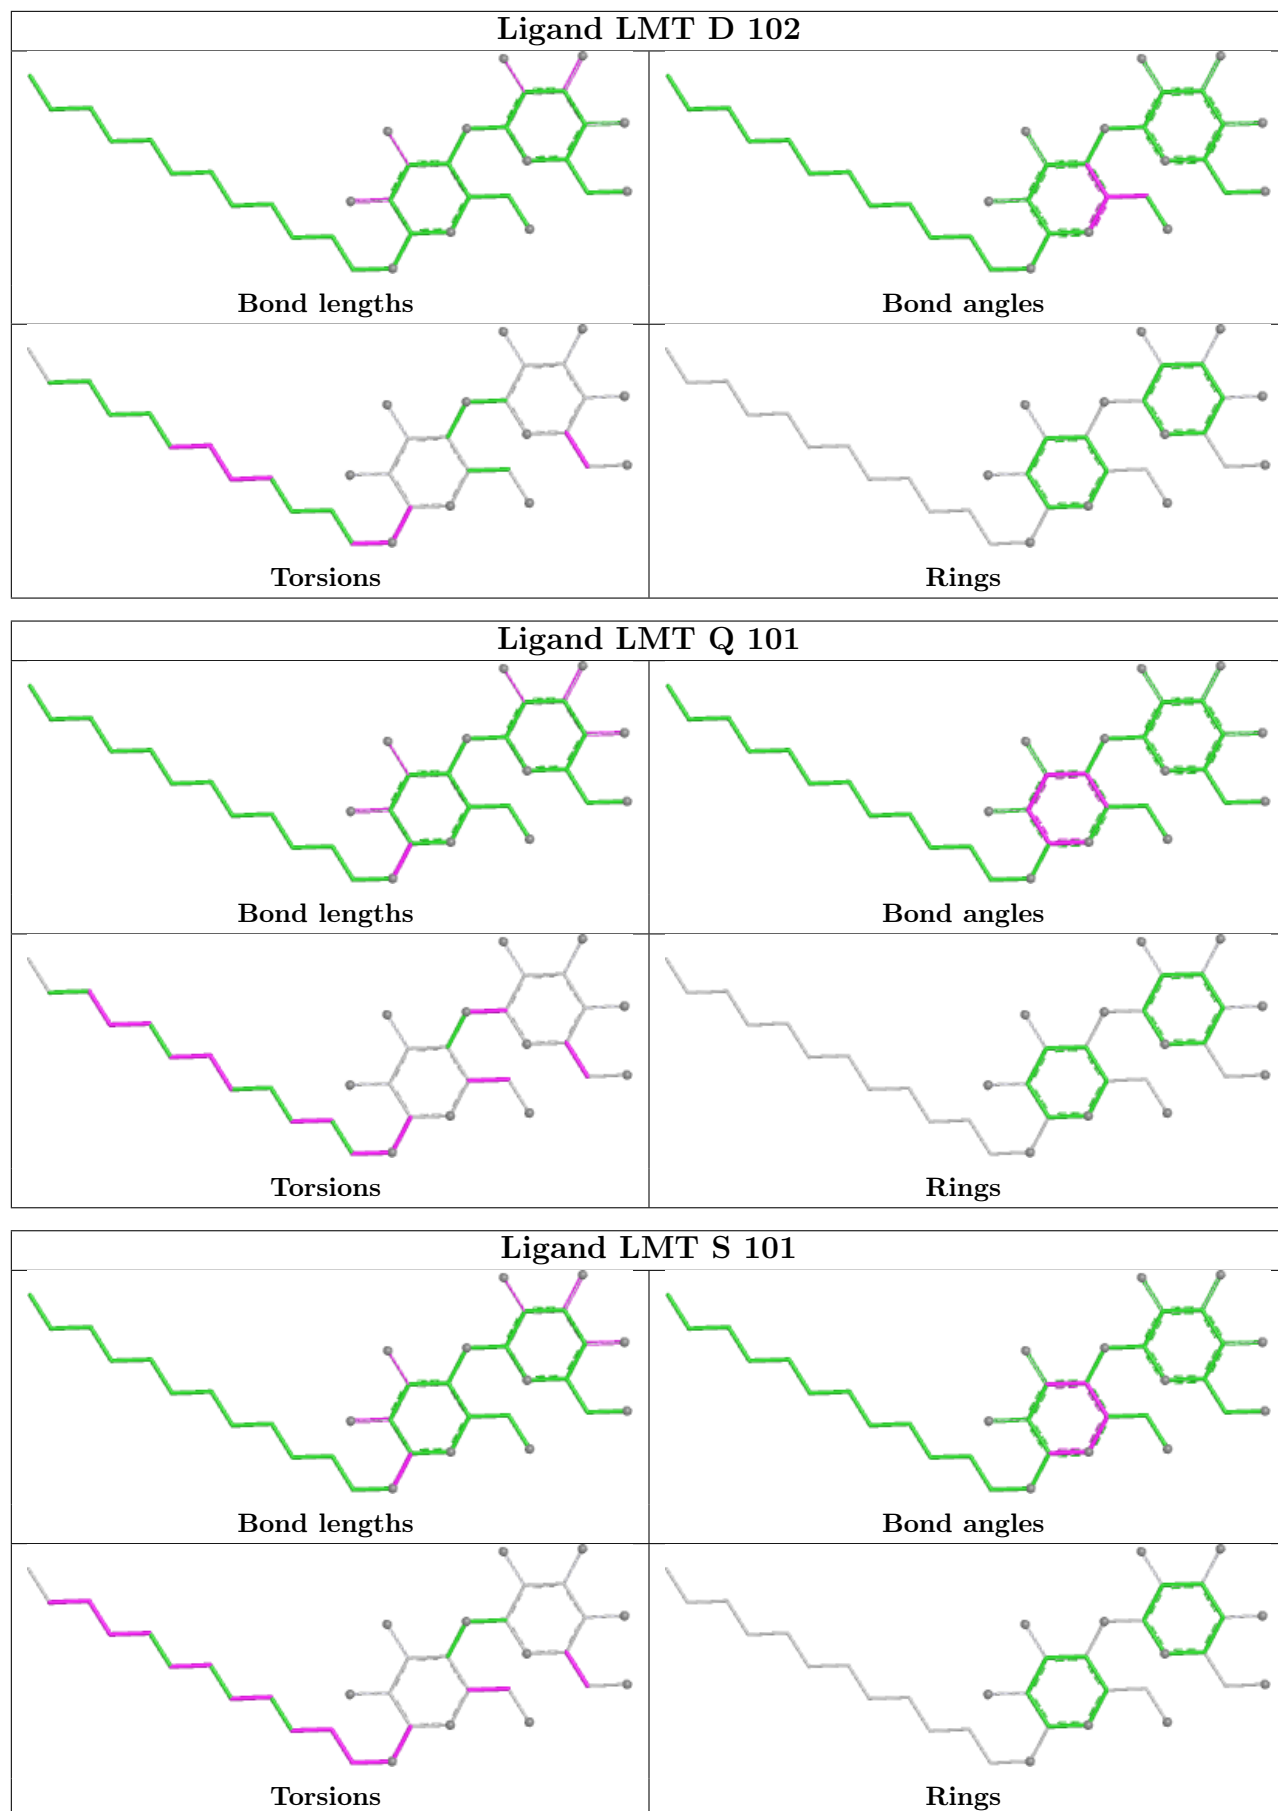 Ligand LMT D 102
Bond lengths
Bond angles
Torsions
Rings
Ligand LMT Q 101
Bond lengths
Bond angles
Torsions
Rings
Ligand LMT S 101
Bond lengths
Bond angles
Torsions
Rings